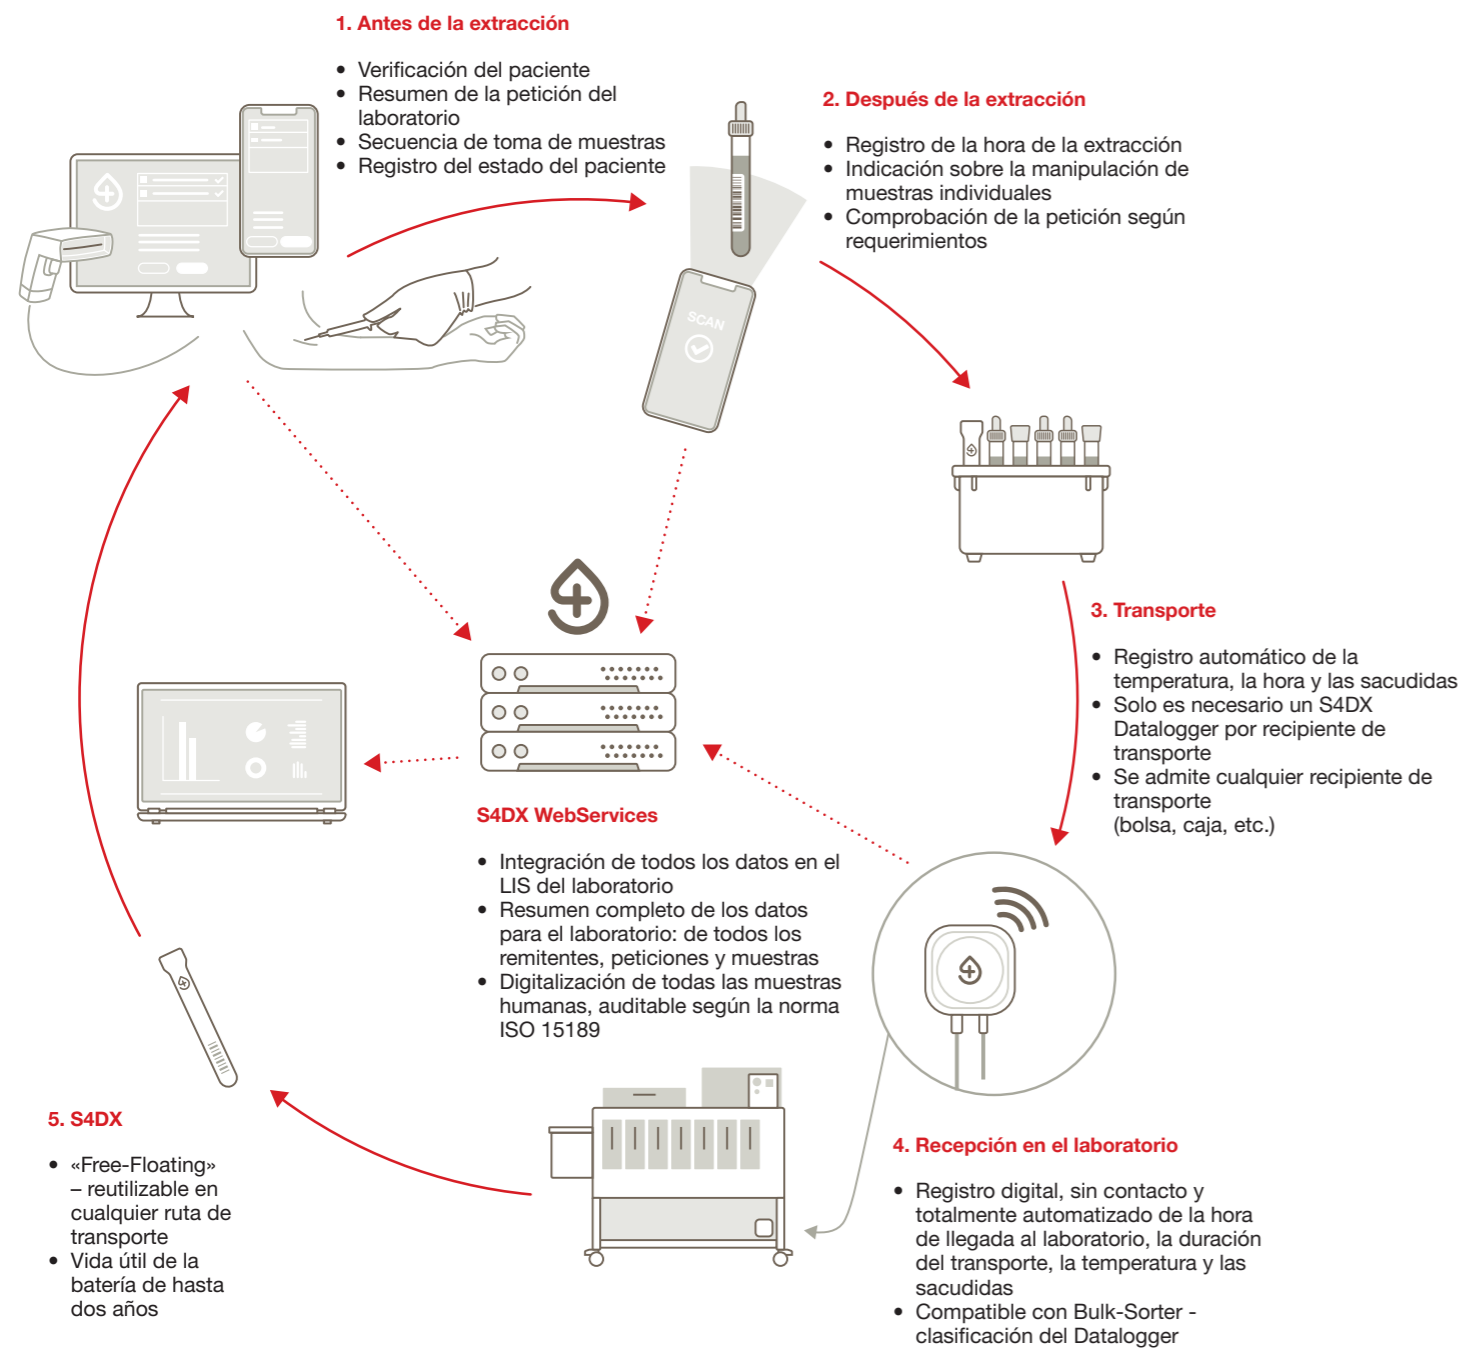 1. Antes de la extracción
• Verificación del paciente
• Resumen de la petición del
laboratorio
• Secuencia de toma de muestras
• Registro del estado del paciente
2. Después de la extracción
• Registro de la hora de la extracción
• Indicación sobre la manipulación de
muestras individuales
• Comprobación de la petición según
requerimientos
SCAN
3. Transporte
• Registro automático de la
temperatura, la hora y las sacudidas
• Solo es necesario un S4DX
Datalogger por recipiente de
transporte
• Se admite cualquier recipiente de
transporte
(bolsa, caja, etc.)
S4DX WebServices
• Integración de todos los datos en el
LIS del laboratorio
• Resumen completo de los datos
para el laboratorio: de todos los
remitentes, peticiones y muestras
• Digitalización de todas las muestras
humanas, auditable según la norma
ISO 15189
4. Recepción en el laboratorio
• Registro digital, sin contacto y
totalmente automatizado de la hora
de llegada al laboratorio, la duración
del transporte, la temperatura y las
sacudidas
• Compatible con Bulk-Sorter -
clasificación del Datalogger
5. S4DX
• «Free-Floating»
– reutilizable en
cualquier ruta de
transporte
• Vida útil de la
batería de hasta
dos años